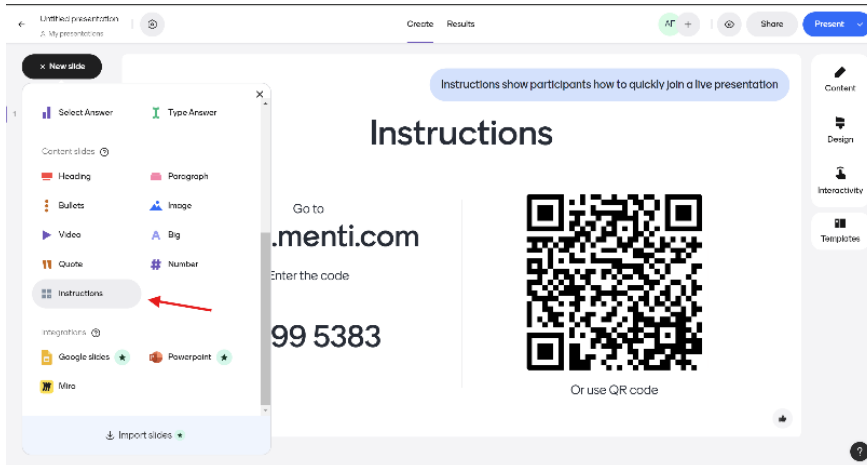 Untitled presentation
My presentations
Create
Results
AF
+
Share
Present
× New slide
1
Select Answer
Type Answer
Content slides
Heading
Paragraph
Bullets
Image
Video
Big
Quote
Number
Instructions
Integrations
Google slides
Powerpoint
Miro
Import slides
Instructions show participants how to quickly join a live presentation
Instructions
Go to
.menti.com
Enter the code
99 5383
Or use QR code
Content
Design
Interactivity
Templates
?